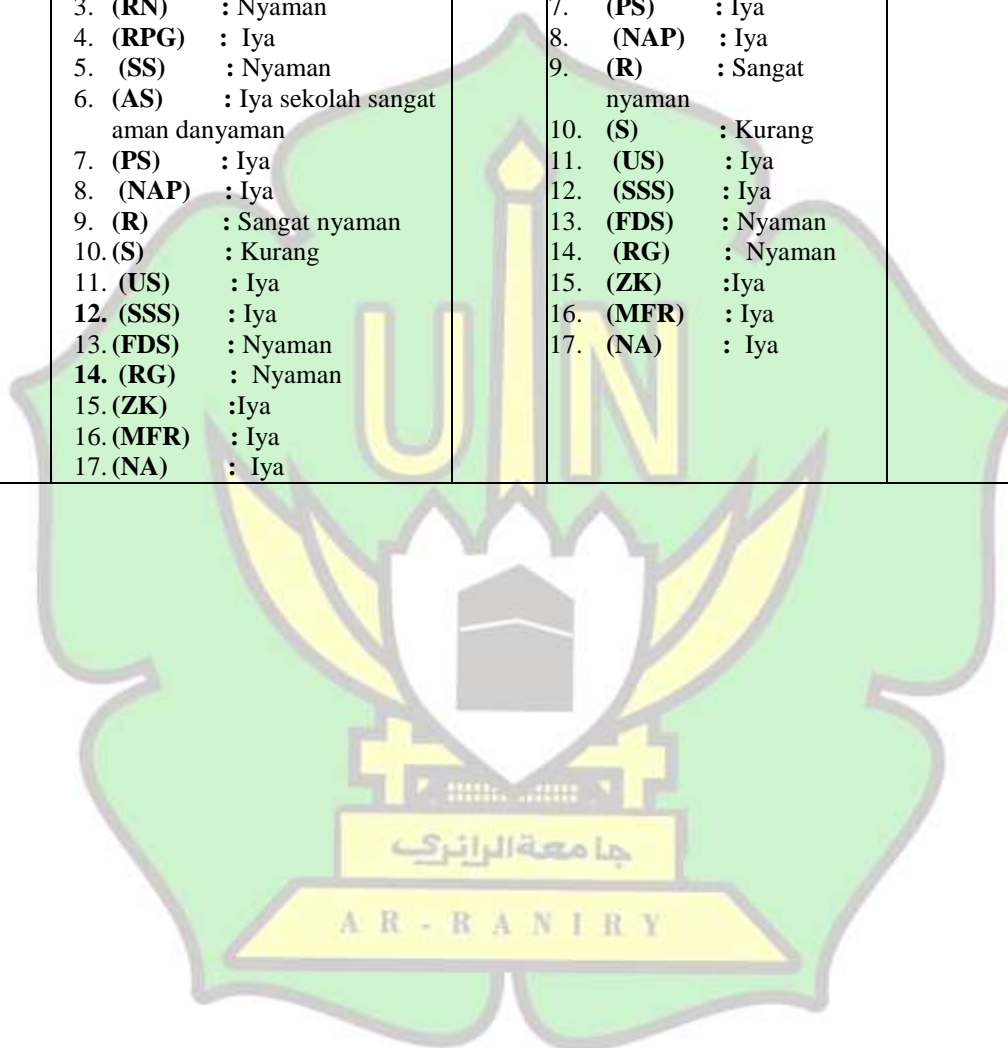 3. (RN) : Nyaman
4. (RPG) : Iya
5. (SS) : Nyaman
6. (AS) : Iya sekolah sangat
aman danyaman
7. (PS) : Iya
8. (NAP) : Iya
9. (R) : Sangat nyaman
10. (S) : Kurang
11. (US) : Iya
12. (SSS) : Iya
13. (FDS) : Nyaman
14. (RG) : Nyaman
15. (ZK) :Iya
16. (MFR) : Iya
17. (NA) : Iya
7. (PS) : Iya
8. (NAP) : Iya
9. (R) : Sangat
nyaman
10. (S) : Kurang
11. (US) : Iya
12. (SSS) : Iya
13. (FDS) : Nyaman
14. (RG) : Nyaman
15. (ZK) :Iya
16. (MFR) : Iya
17. (NA) : Iya
UIN
جامعة الرانري
AR-RANIRY